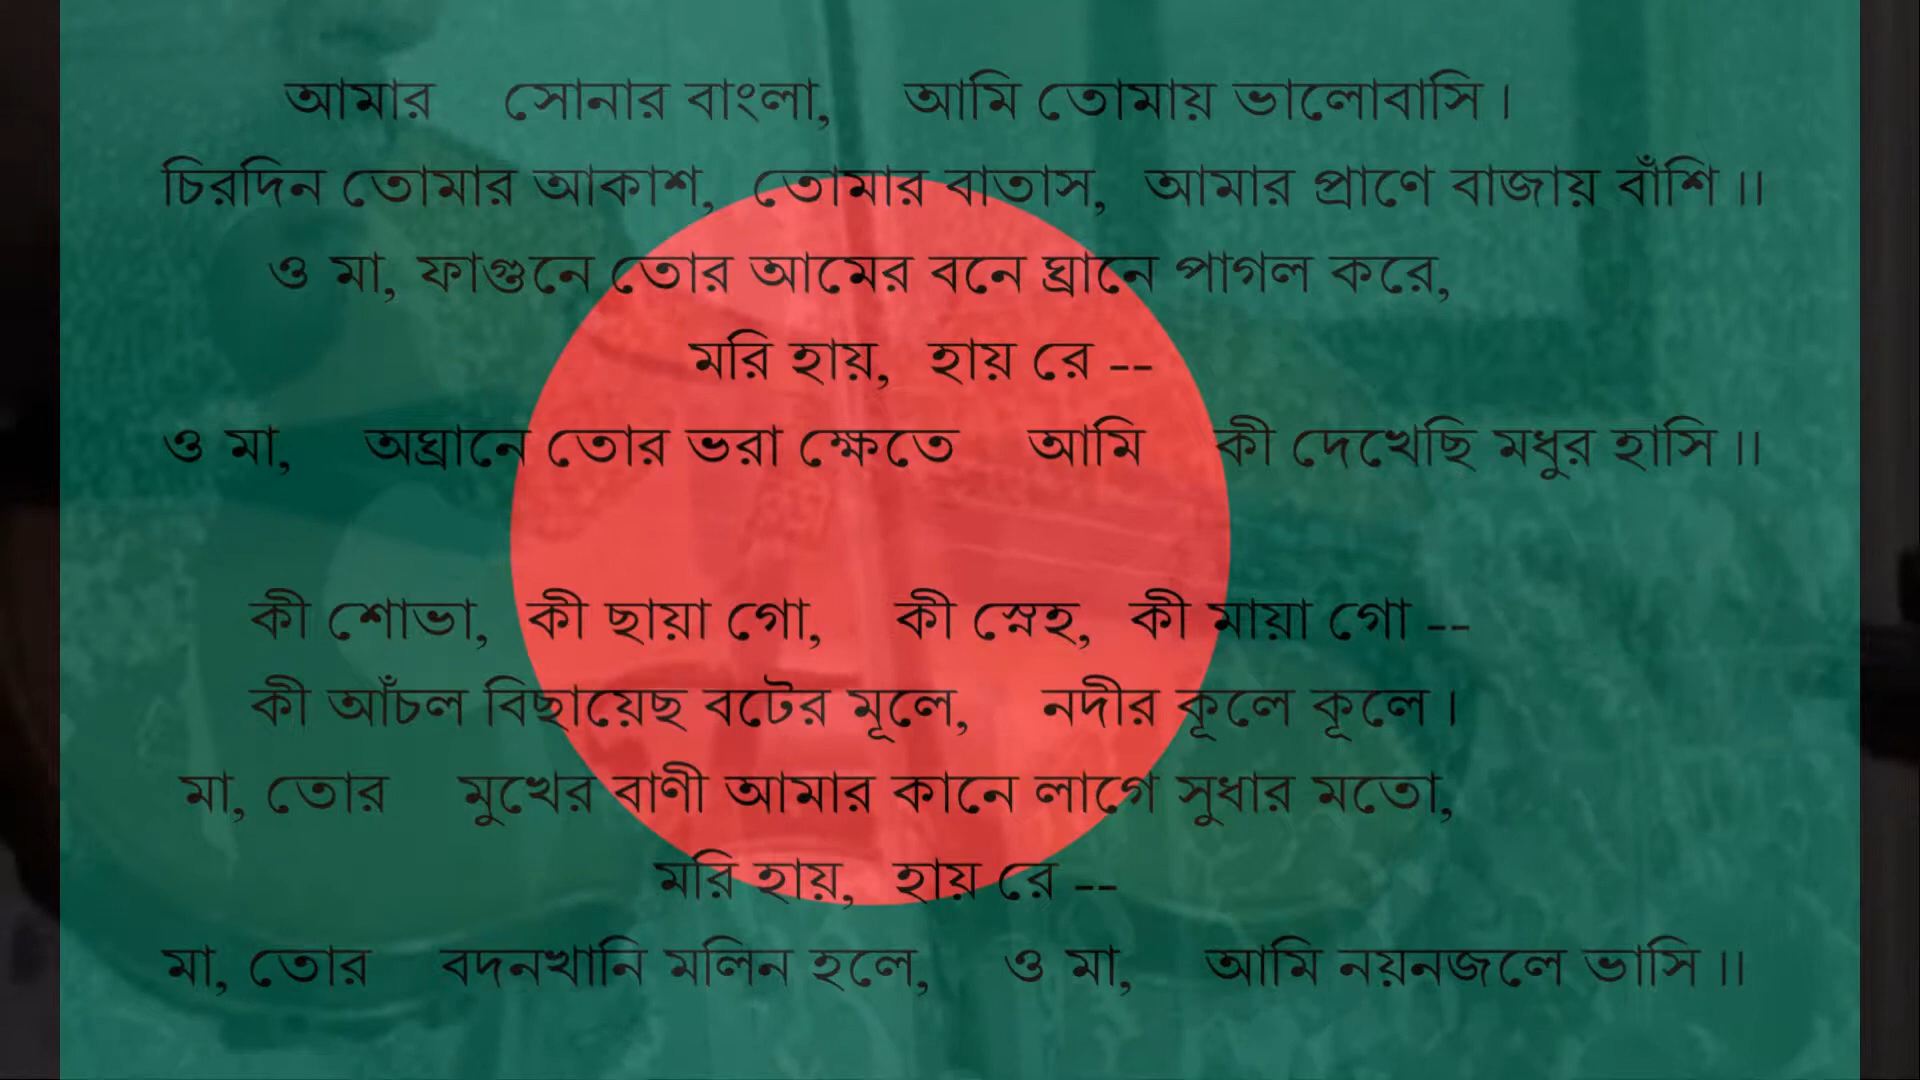 আমার সোনার বাংলা, আমি তোমায় ভালোবাসি।
চিরদিন তোমার আকাশ, তোমার বাতাস, আমার প্রাণে বাজায় বাঁশি॥
ও মা, ফাগুনে তোর আমের বনে ঘ্রানে পাগল করে,
মরি হায়, হায় রে --
ও মা, অঘ্রানে তোর ভরা ক্ষেতে আমি কী দেখেছি মধুর হাসি॥
কী শোভা, কী ছায়া গো, কী স্নেহ, কী মায়া গো --
কী আঁচল বিছায়েছ বটের মূলে, নদীর কূলে কূলে।
মা, তোর মুখের বাণী আমার কানে লাগে সুধার মতো,
মরি হায়, হায় রে --
মা, তোর বদনখানি মলিন হলে, ও মা, আমি নয়নজলে ভাসি॥